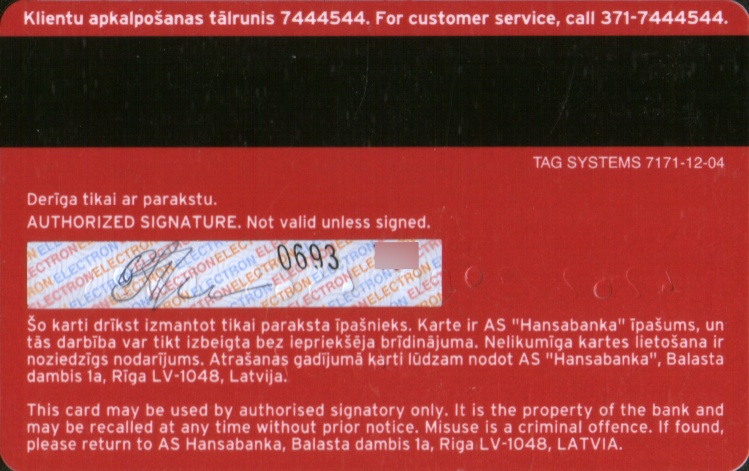 Klientu apkalpošanas tālrunis 7444544. For customer service, call 371-7444544.
TAG SYSTEMS 7171-12-04
Derīga tikai ar parakstu.
AUTHORIZED SIGNATURE. Not valid unless signed.
ELECTRON ELECTRON ELECTRON
0693
Šo karti drīkst izmantot tikai paraksta īpašnieks. Karte ir AS "Hansabanka" īpašums, un
tās darbība var tikt izbeigta bez iepriekšēja brīdinājuma. Nelikumīga kartes lietošana ir
noziedzīgs nodarījums. Atrašanas gadījumā karti lūdzam nodot AS "Hansabanka", Balasta
dambis 1a, Rīga LV-1048, Latvija.
This card may be used by authorised signatory only. It is the property of the bank and
may be recalled at any time without prior notice. Misuse is a criminal offence. If found,
please return to AS Hansabanka, Balasta dambis 1a, Riga LV-1048, LATVIA.